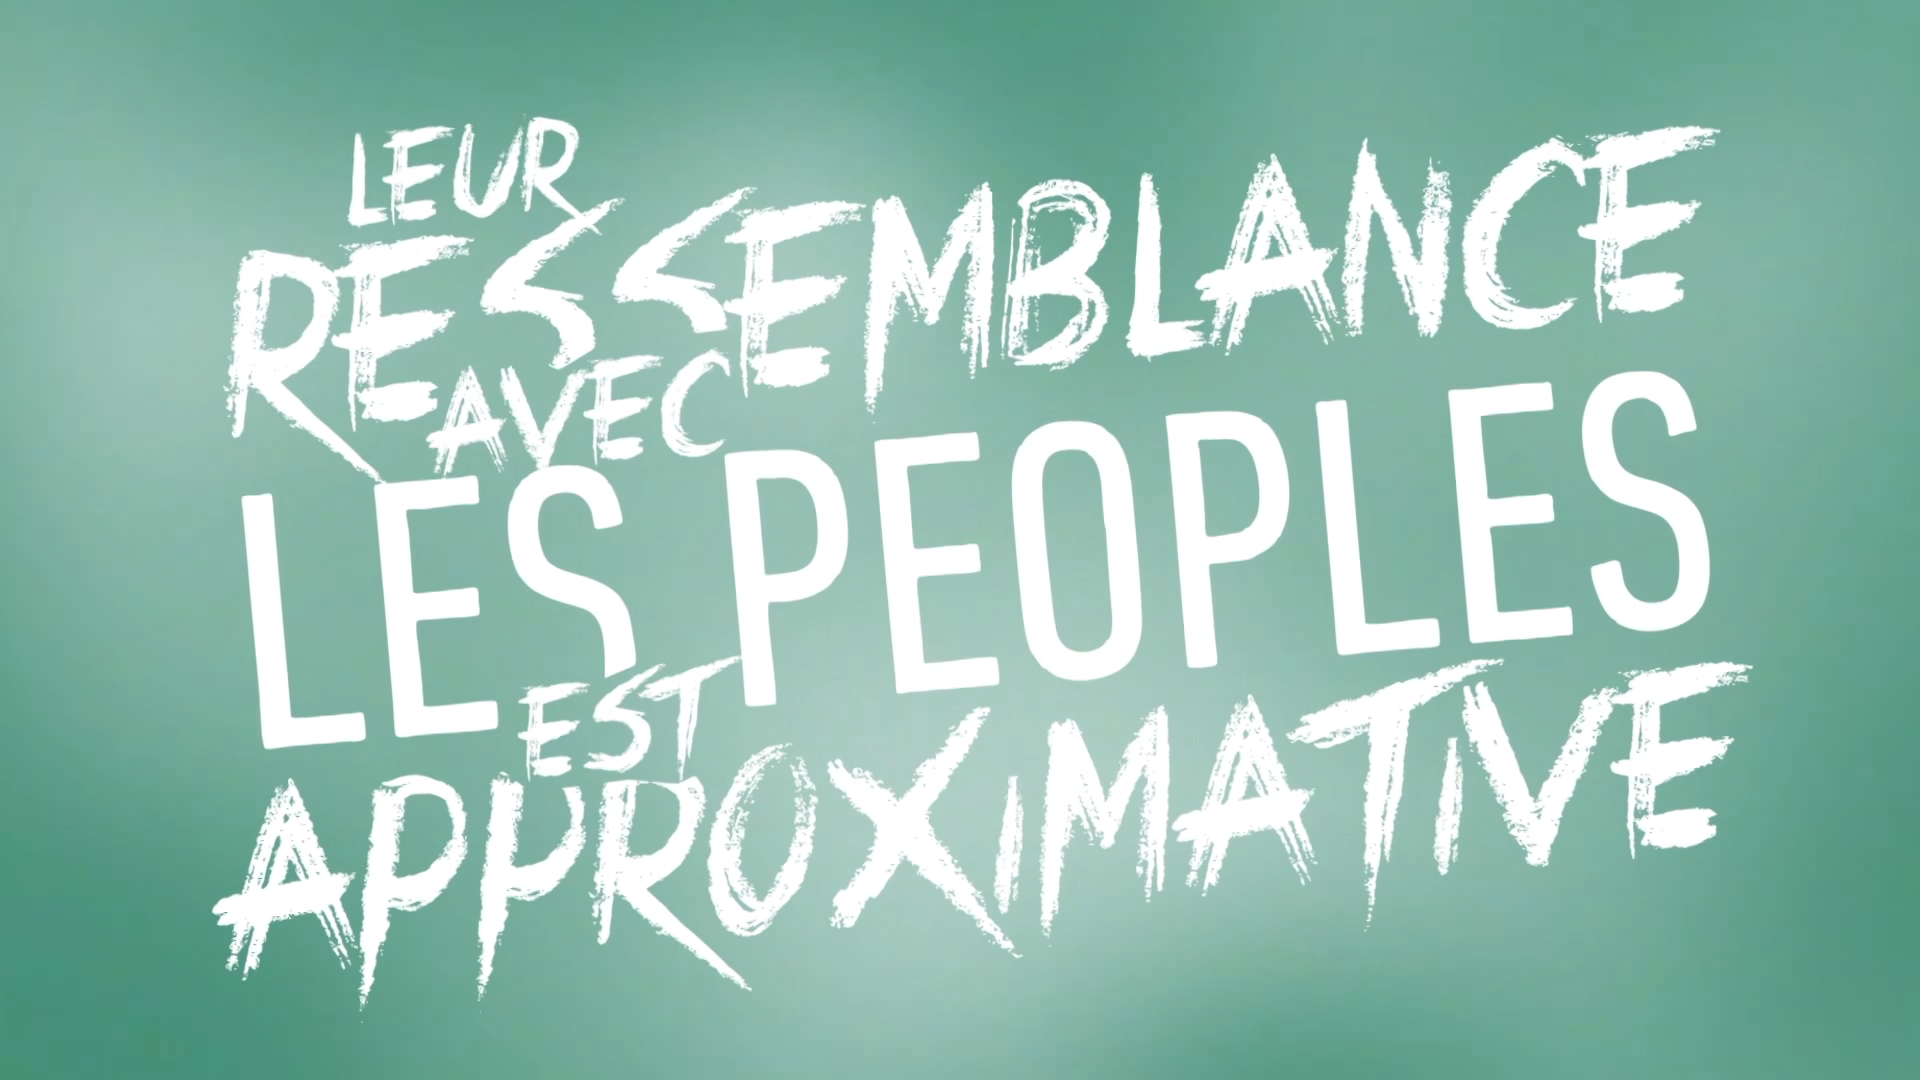 LEUR
RESSEMBLANCE
AVEC
LES PEOPLES
EST
APPROXIMATIVE